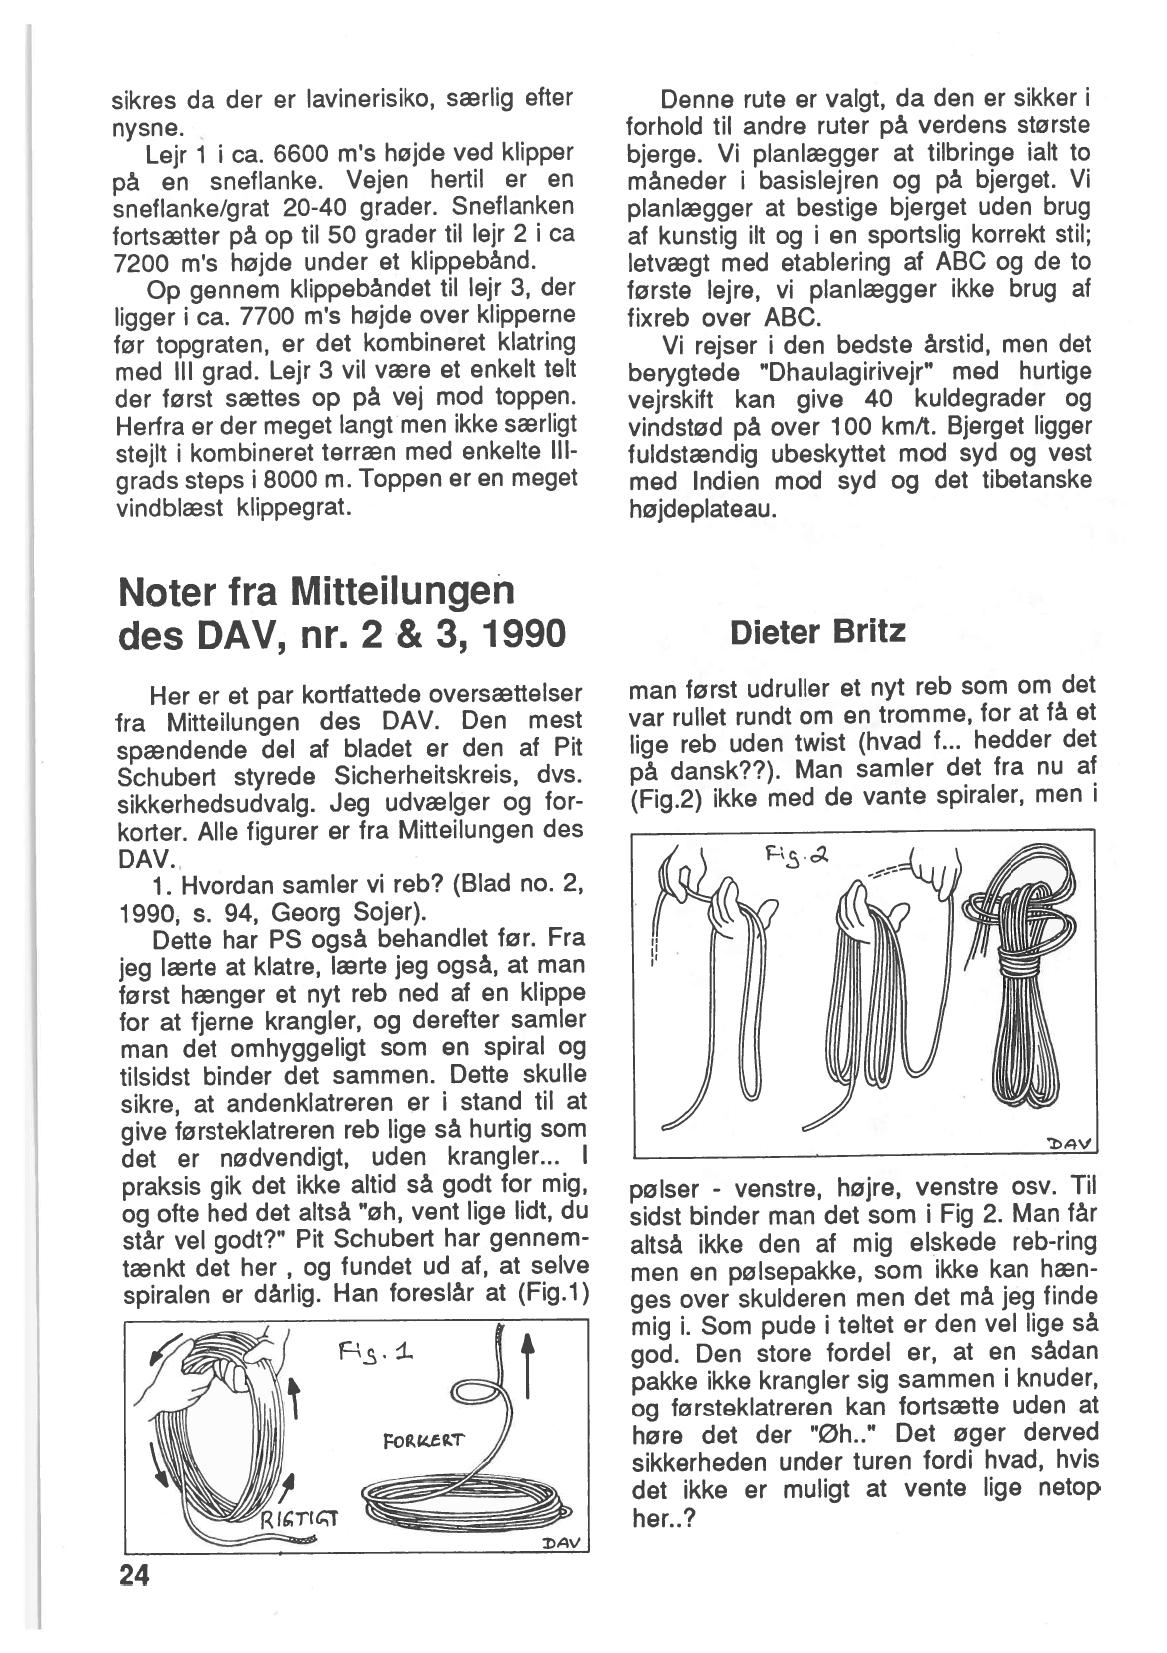 sikres da der er lavinerisiko, særlig efter
nysne.
Lejr 1 i ca. 6600 m's højde ved klipper
på en sneflanke. Vejen hertil er en
sneflanke/grat 20-40 grader. Sneflanken
fortsætter på op til 50 grader til lejr 2 i ca
7200 m's højde under et klippebånd.
Op gennem klippebåndet til lejr 3, der
ligger i ca. 7700 m's højde over klipperne
før topgraten, er det kombineret klatring
med III grad. Lejr 3 vil være et enkelt telt
der først sættes op på vej mod toppen.
Herfra er der meget langt men ikke særligt
stejlt i kombineret terræn med enkelte III-
grads steps i 8000 m. Toppen er en meget
vindblæst klippegrat.
Denne rute er valgt, da den er sikker i
forhold til andre ruter på verdens største
bjerge. Vi planlægger at tilbringe ialt to
måneder i basislejren og på bjerget. Vi
planlægger at bestige bjerget uden brug
af kunstig ilt og i en sportslig korrekt stil;
letvægt med etablering af ABC og de to
første lejre, vi planlægger ikke brug af
fixreb over ABC.
Vi rejser i den bedste årstid, men det
berygtede "Dhaulagirivejr" med hurtige
vejrskift kan give 40 kuldegrader og
vindstød på over 100 km/t. Bjerget ligger
fuldstændig ubeskyttet mod syd og vest
med Indien mod syd og det tibetanske
højdeplateau.
Noter fra Mitteilungen
des DAV, nr. 2 & 3, 1990
Dieter Britz
Her er et par kortfattede oversættelser
fra Mitteilungen des DAV. Den mest
spændende del af bladet er den af Pit
Schubert styrede Sicherheitskreis, dvs.
sikkerhedsudvalg. Jeg udvælger og for-
korter. Alle figurer er fra Mitteilungen des
DAV.
1. Hvordan samler vi reb? (Blad no. 2,
1990, s. 94, Georg Sojer).
Dette har PS også behandlet før. Fra
jeg lærte at klatre, lærte jeg også, at man
først hænger et nyt reb ned af en klippe
for at fjerne krangler, og derefter samler
man det omhyggeligt som en spiral og
tilsidst binder det sammen. Dette skulle
sikre, at andenklatreren er i stand til at
give førsteklatreren reb lige så hurtig som
det er nødvendigt, uden krangler... I
praksis gik det ikke altid så godt for mig,
og ofte hed det altså "øh, vent lige lidt, du
står vel godt?" Pit Schubert har gennem-
tænkt det her , og fundet ud af, at selve
spiralen er dårlig. Han foreslår at (Fig.1)
Fig. 1
FORKERT
RIGTIGT
DAV
24
man først udruller et nyt reb som om det
var rullet rundt om en tromme, for at få et
lige reb uden twist (hvad f... hedder det
på dansk??). Man samler det fra nu af
(Fig.2) ikke med de vante spiraler, men i
Fig. 2
DAV
pølser - venstre, højre, venstre osv. Til
sidst binder man det som i Fig 2. Man får
altså ikke den af mig elskede reb-ring
men en pølsepakke, som ikke kan hæn-
ges over skulderen men det må jeg finde
mig i. Som pude i teltet er den vel lige så
god. Den store fordel er, at en sådan
pakke ikke krangler sig sammen i knuder,
og førsteklatreren kan fortsætte uden at
høre det der "Øh.." Det øger derved
sikkerheden under turen fordi hvad, hvis
det ikke er muligt at vente lige netop
her..?